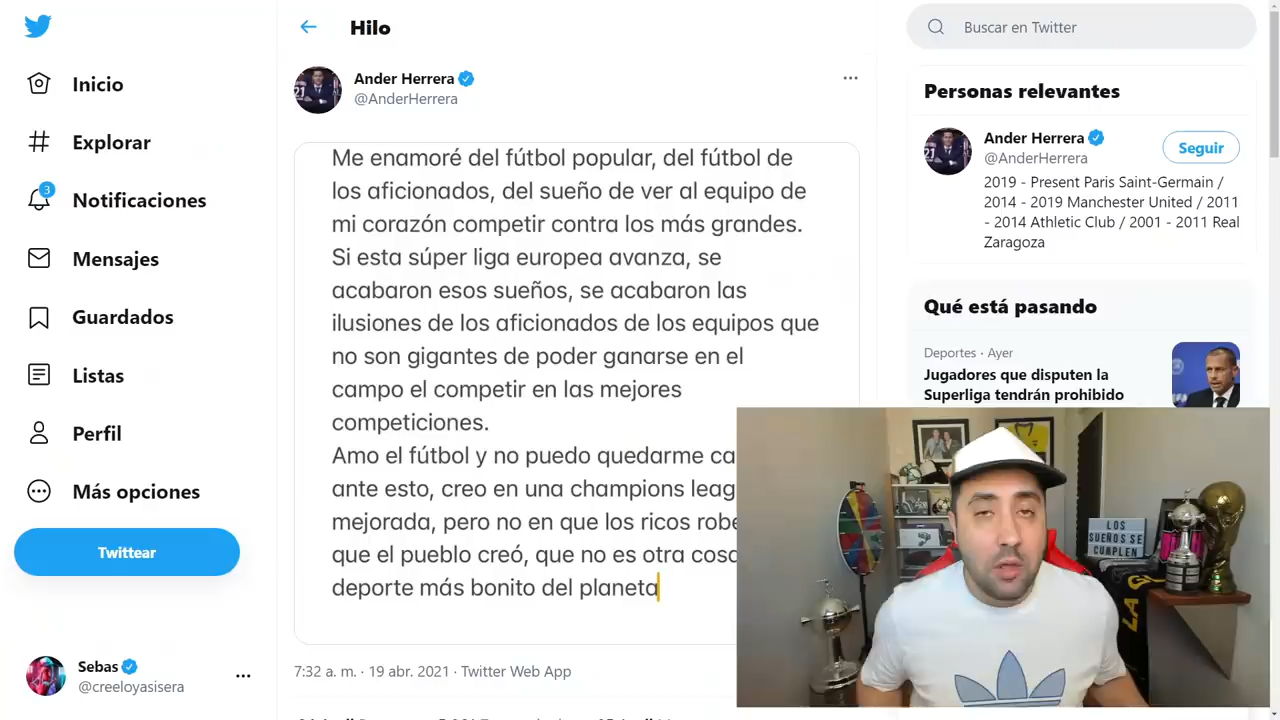 Hilo
Buscar en Twitter
Inicio
Explorar
3
Notificaciones
Mensajes
Guardados
Listas
Perfil
Más opciones
Twittear
Sebas
@creeloyasisera
Ander Herrera
@AnderHerrera
Me enamoré del fútbol popular, del fútbol de
los aficionados, del sueño de ver al equipo de
mi corazón competir contra los más grandes.
Si esta súper liga europea avanza, se
acabaron esos sueños, se acabaron las
ilusiones de los aficionados de los equipos que
no son gigantes de poder ganarse en el
campo el competir en las mejores
competiciones.
Amo el fútbol y no puedo quedarme ca
ante esto, creo en una champions leag
mejorada, pero no en que los ricos robe
que el pueblo creó, que no es otra cosa
deporte más bonito del planeta
7:32 a. m. · 19 abr. 2021 · Twitter Web App
Personas relevantes
Ander Herrera
@AnderHerrera
Seguir
2019 - Present Paris Saint-Germain /
2014 - 2019 Manchester United / 2011
- 2014 Athletic Club / 2001 - 2011 Real
Zaragoza
Qué está pasando
Deportes · Ayer
Jugadores que disputen la
Superliga tendrán prohibido
LOS
SUEÑOS SE
CUMPLEN